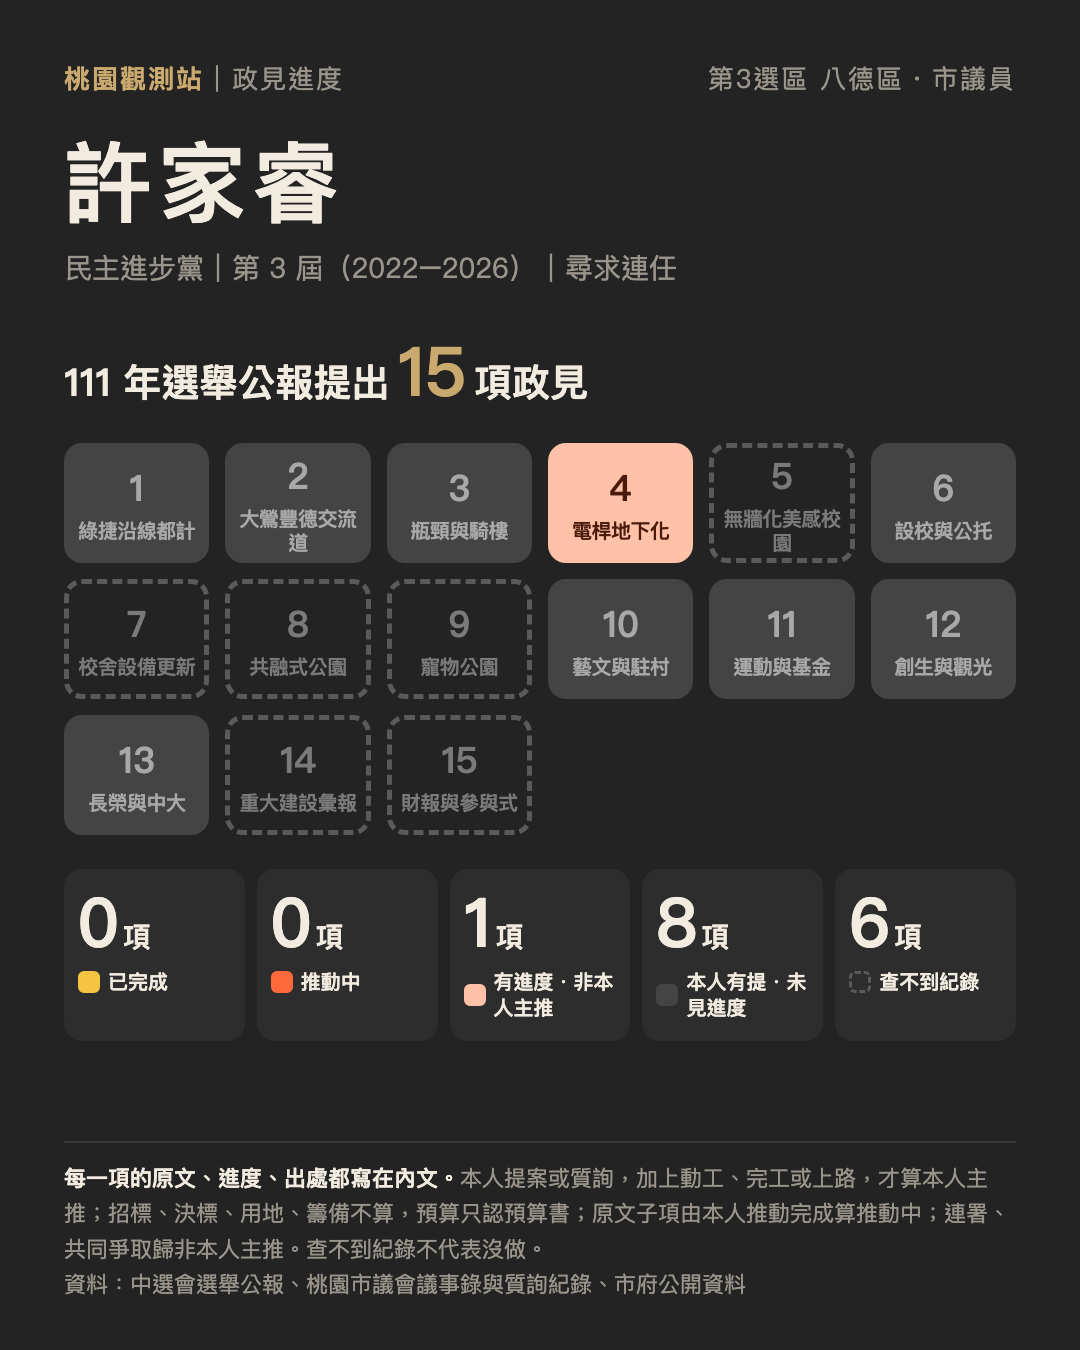 桃園觀測站｜政見進度
第3選區 八德區・市議員
許家睿
民主進步黨｜第 3 屆（2022—2026）｜尋求連任
111 年選舉公報提出 15 項政見
1
綠捷沿線都計
2
大鶯豐德交流
道
3
瓶頸與騎樓
4
電桿地下化
5
無牆化美感校
園
6
設校與公托
7
校舍設備更新
8
共融式公園
9
寵物公園
10
藝文與駐村
11
運動與基金
12
創生與觀光
13
長榮與中大
14
重大建設彙報
15
財報與參與式
0項
已完成
0項
推動中
1項
有進度・非本
人主推
8項
本人有提・未
見進度
6項
查不到紀錄
每一項的原文、進度、出處都寫在內文。本人提案或質詢，加上動工、完工或上路，才算本人主
推；招標、決標、用地、籌備不算，預算只認預算書；原文子項由本人推動完成算推動中；連署、
共同爭取歸非本人主推。查不到紀錄不代表沒做。
資料：中選會選舉公報、桃園市議會議事錄與質詢紀錄、市府公開資料